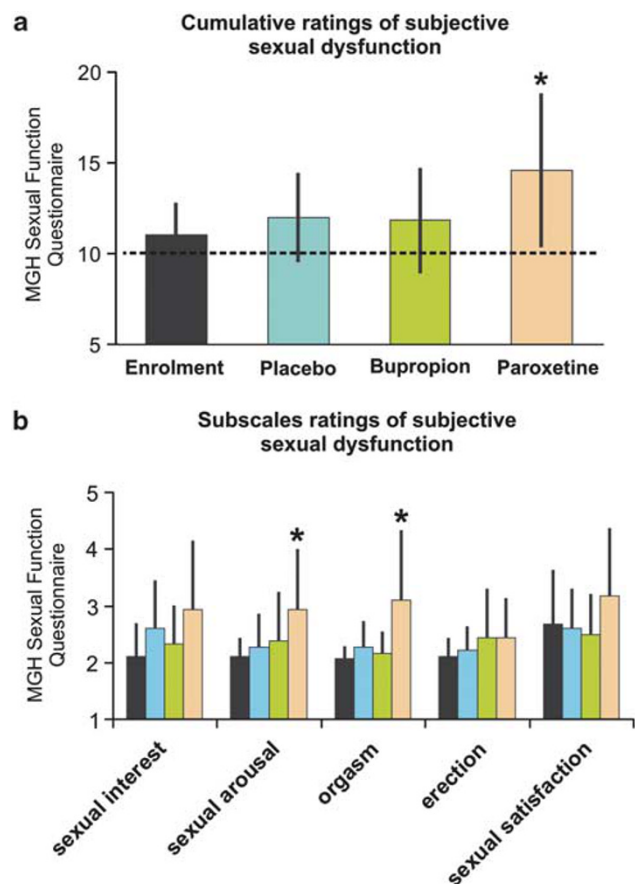 a
Cumulative ratings of subjective
sexual dysfunction
MGH Sexual Function
Questionnaire
20
15
10
5
*
Enrolment Placebo Bupropion Paroxetine
b
Subscales ratings of subjective
sexual dysfunction
MGH Sexual Function
Questionnaire
5
4
3
2
1
* *
sexual interest
sexual arousal
orgasm
erection
sexual satisfaction